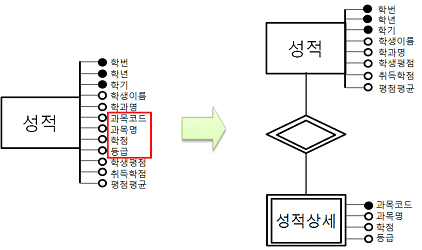 성적
학번
학년
학기
학생이름
학과명
과목코드
과목명
학점
등급
학생평점
취득학점
평점평균
성적
학번
학년
학기
학생이름
학과명
학생평점
취득학점
평점평균
성적상세
과목코드
과목명
학점
등급